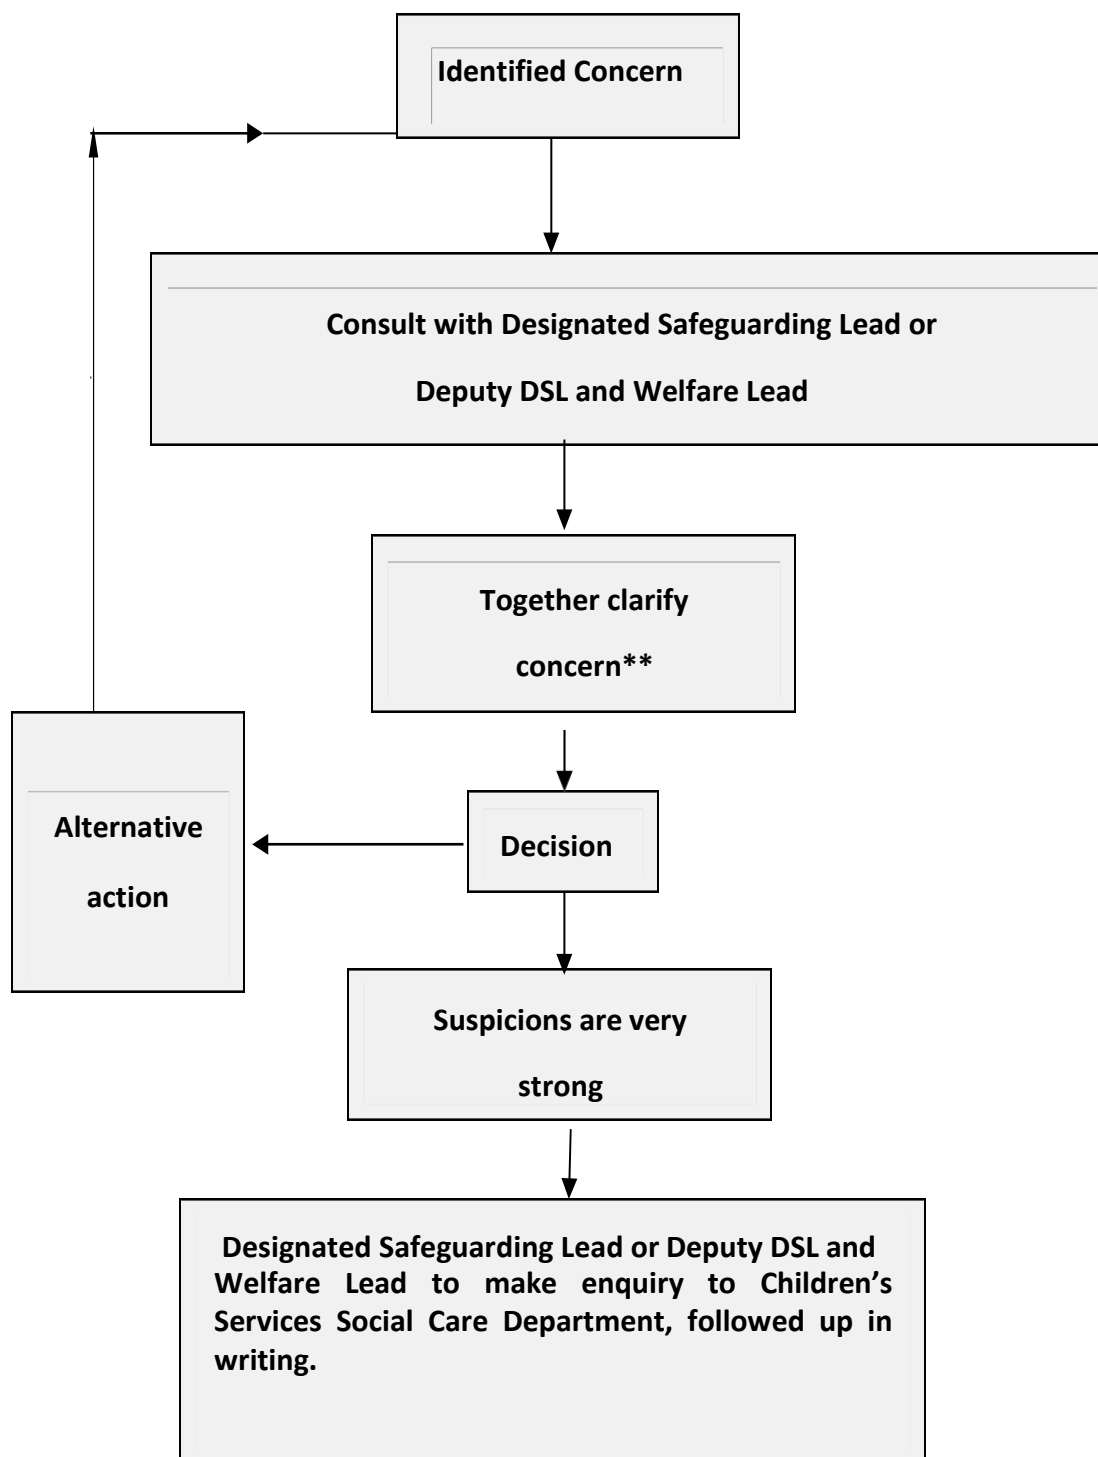 Identified Concern
Consult with Designated Safeguarding Lead or
Deputy DSL and Welfare Lead
Together clarify
concern**
Alternative
action
Decision
Suspicions are very
strong
Designated Safeguarding Lead or Deputy DSL and
Welfare Lead to make enquiry to Children’s
Services Social Care Department, followed up in
writing.